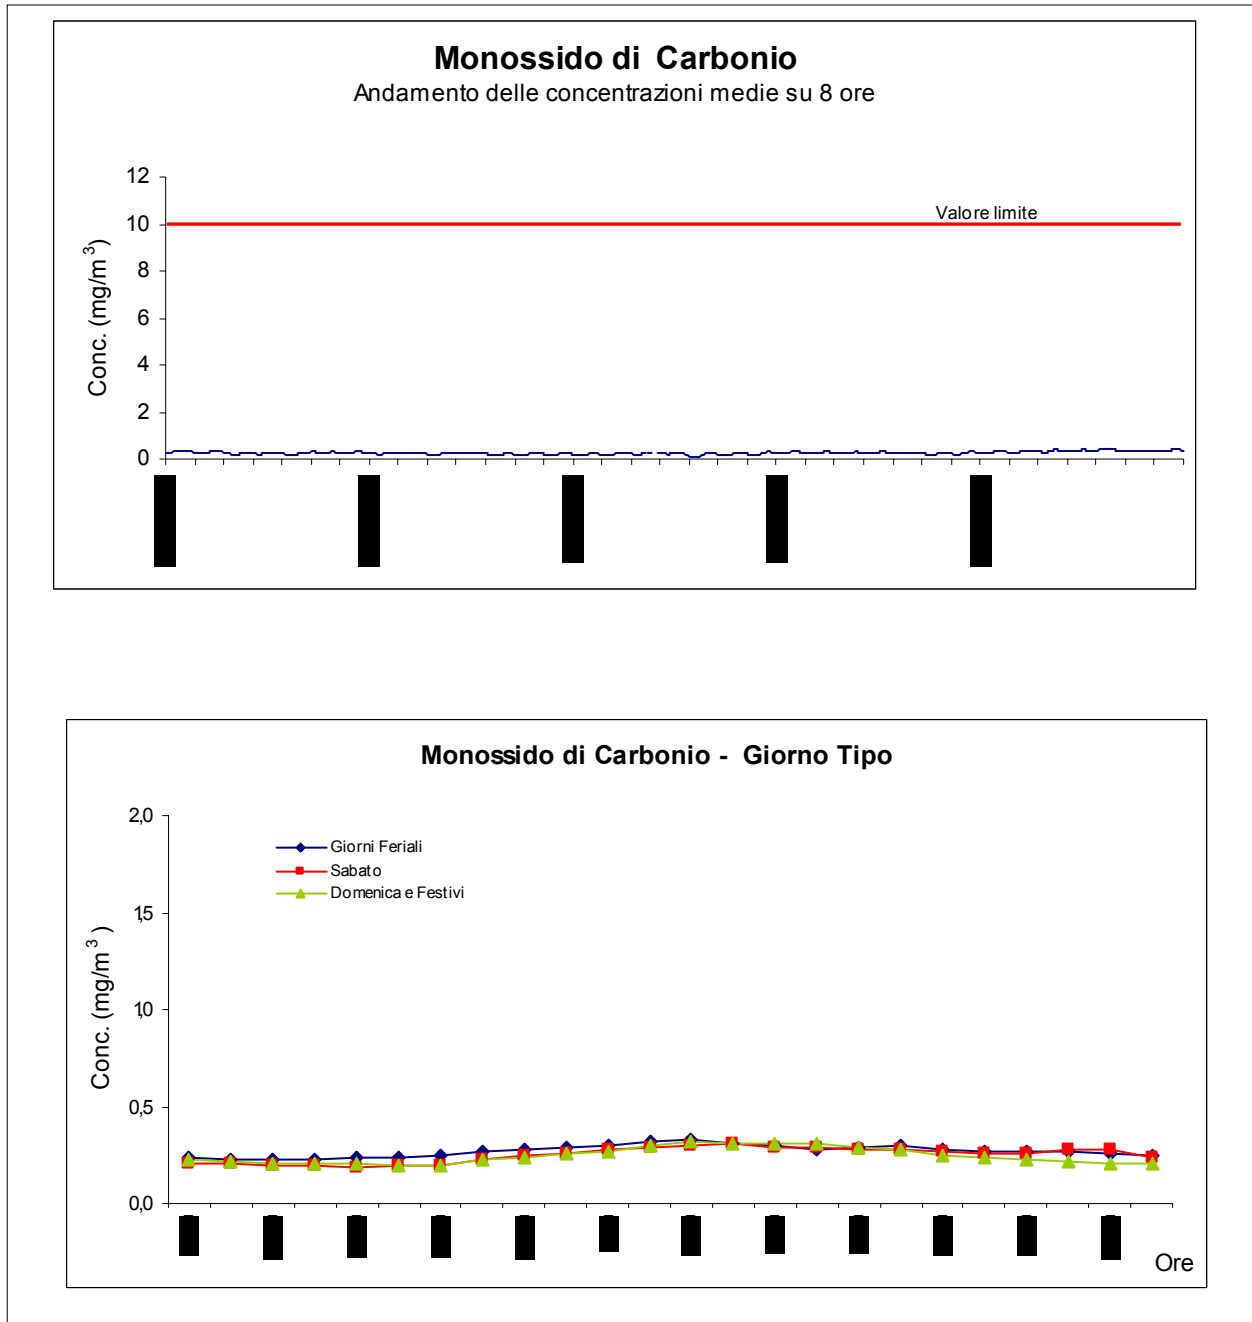 Monossido di Carbonio
Andamento delle concentrazioni medie su 8 ore
12
10
8
6
4
2
0
Conc. (mg/m³)
Valore limite
Monossido di Carbonio - Giorno Tipo
2,0
1,5
1,0
0,5
0,0
Conc. (mg/m³)
Giorni Feriali
Sabato
Domenica e Festivi
Ore